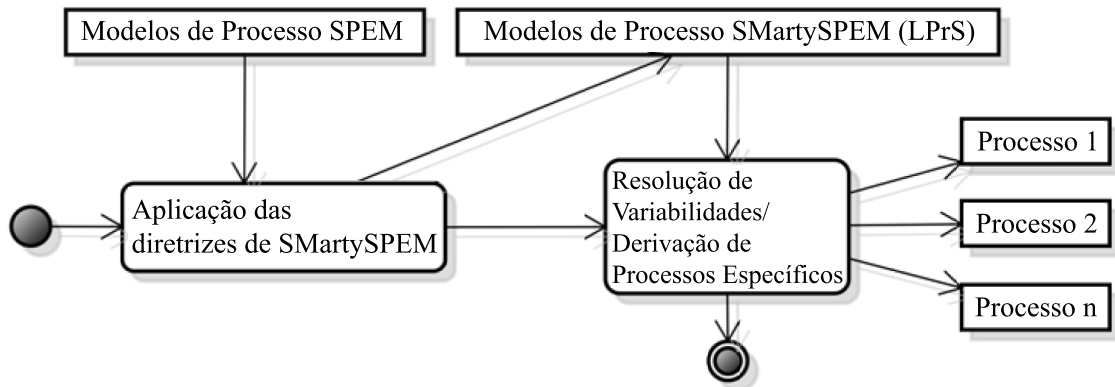 Modelos de Processo SPEM
Modelos de Processo SMartySPEM (LPrS)
Aplicação das
diretrizes de SMartySPEM
Resolução de
Variabilidades/
Derivação de
Processos Específicos
Processo 1
Processo 2
Processo n